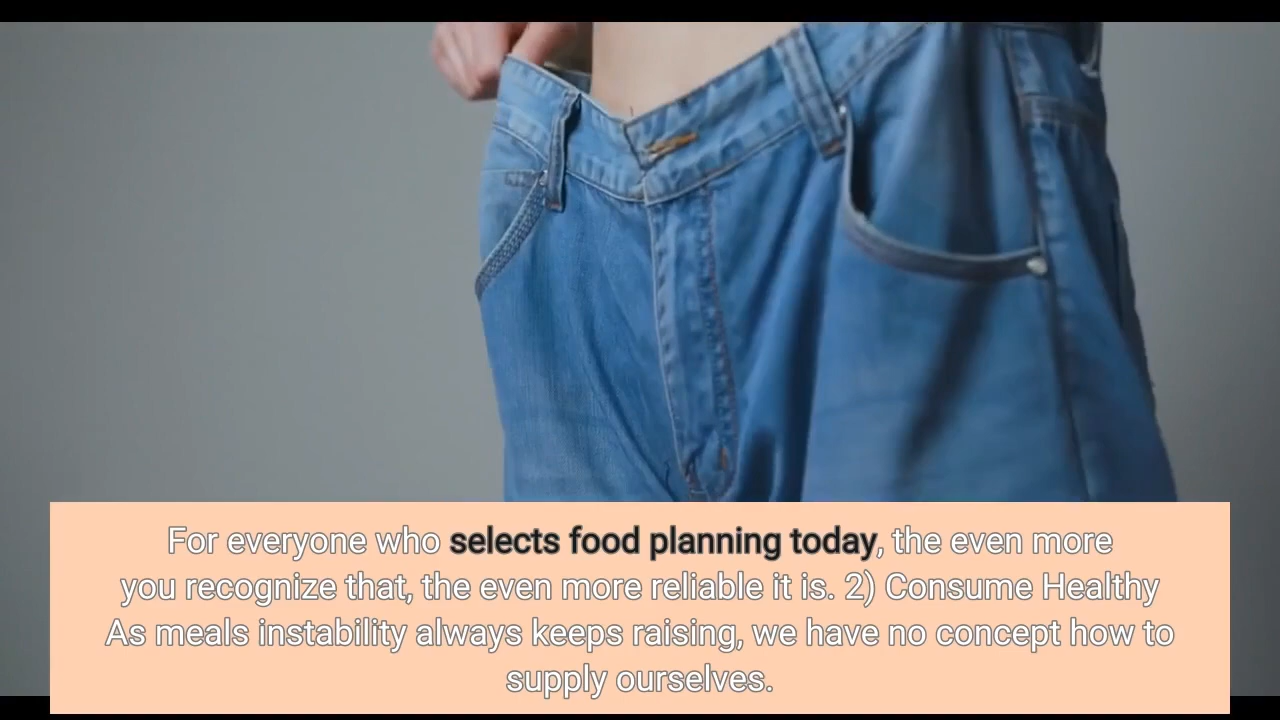 For everyone who selects food planning today, the even more
you recognize that, the even more reliable it is. 2) Consume Healthy
As meals instability always keeps raising, we have no concept how to
supply ourselves.